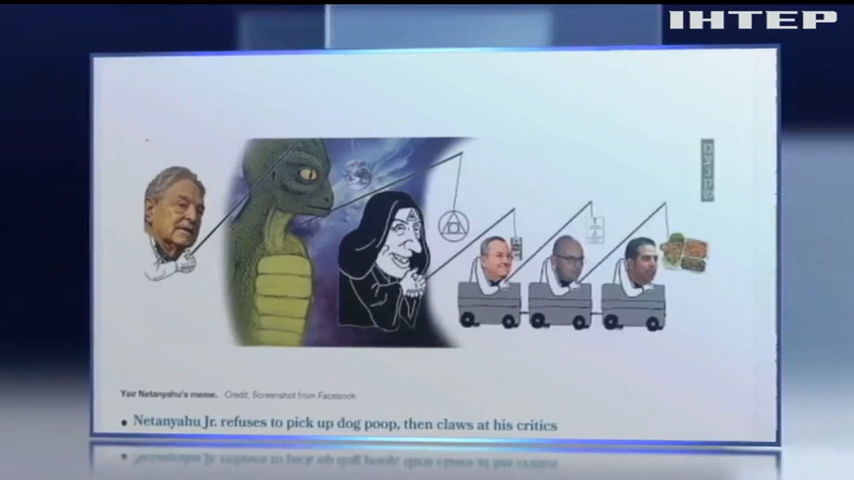 ІНТЕР
Yair Netanyahu's meme. Credit: Screenshot from Facebook
• Netanyahu Jr. refuses to pick up dog poop, then claws at his critics